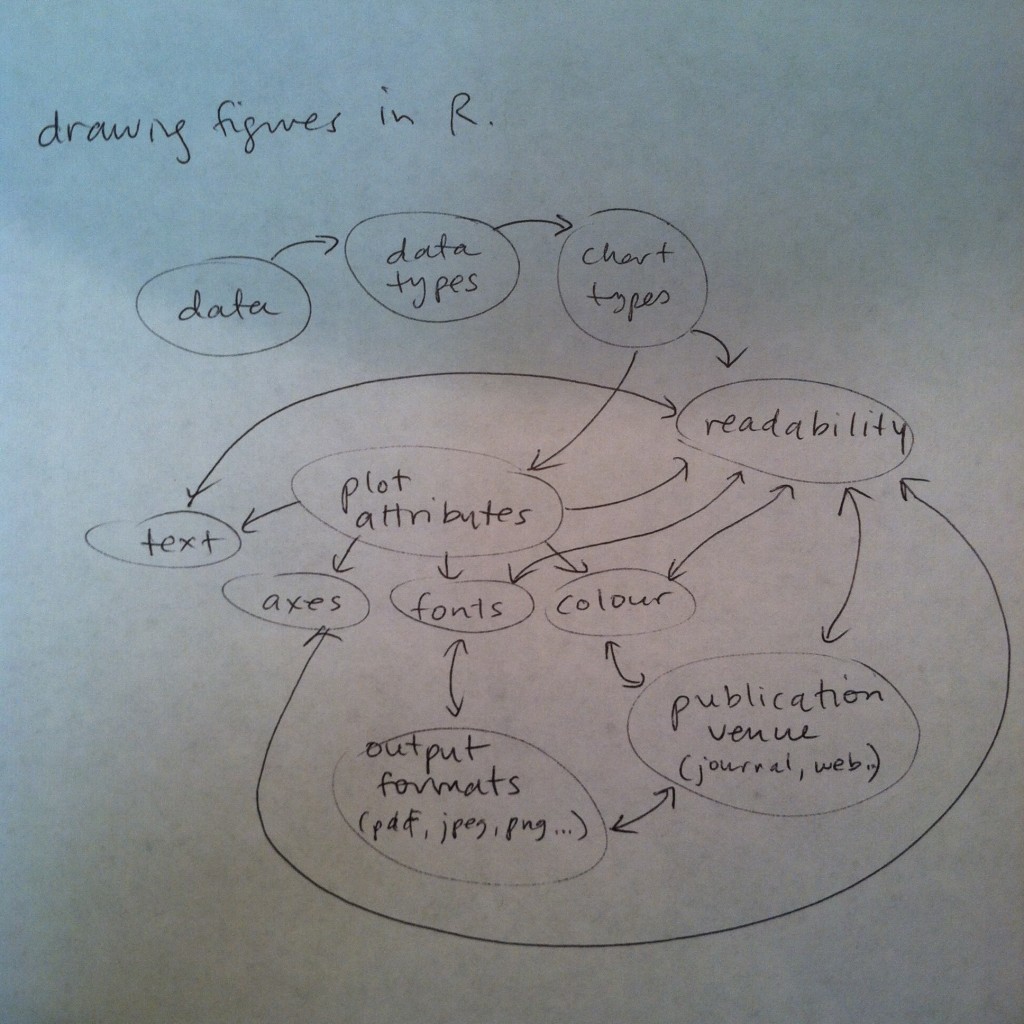 drawing figures in R.
data
data
types
chart
types
readability
plot
attributes
text
axes
fonts
colour
publication
venue
(journal, web..)
output
formats
(pdf, jpeg, png...)